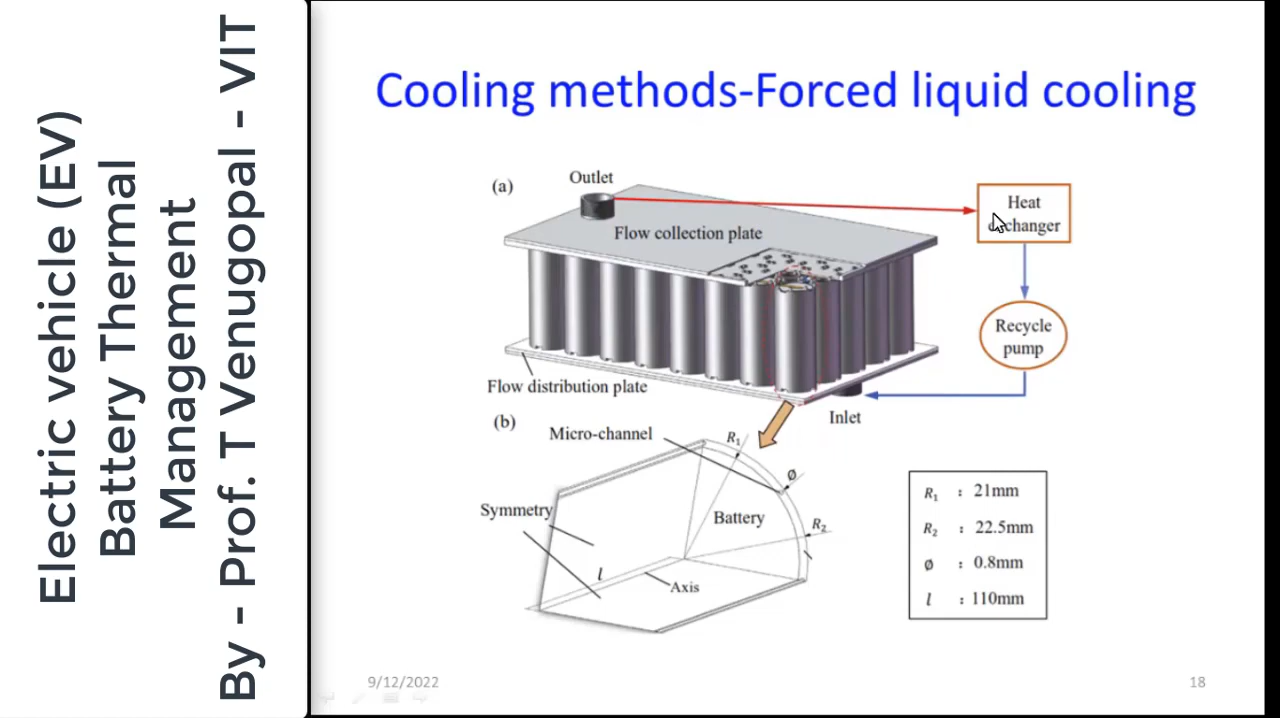 Electric vehicle (EV)
Battery Thermal
Management
By - Prof. T Venugopal - VIT
Cooling methods-Forced liquid cooling
(a)
Outlet
Flow collection plate
Heat
exchanger
Recycle
pump
Flow distribution plate
Inlet
(b)
Micro-channel
R₁
ø
Symmetry
Battery
R₂
l
Axis
R₁ : 21mm
R₂ : 22.5mm
ø : 0.8mm
l : 110mm
9/12/2022
18